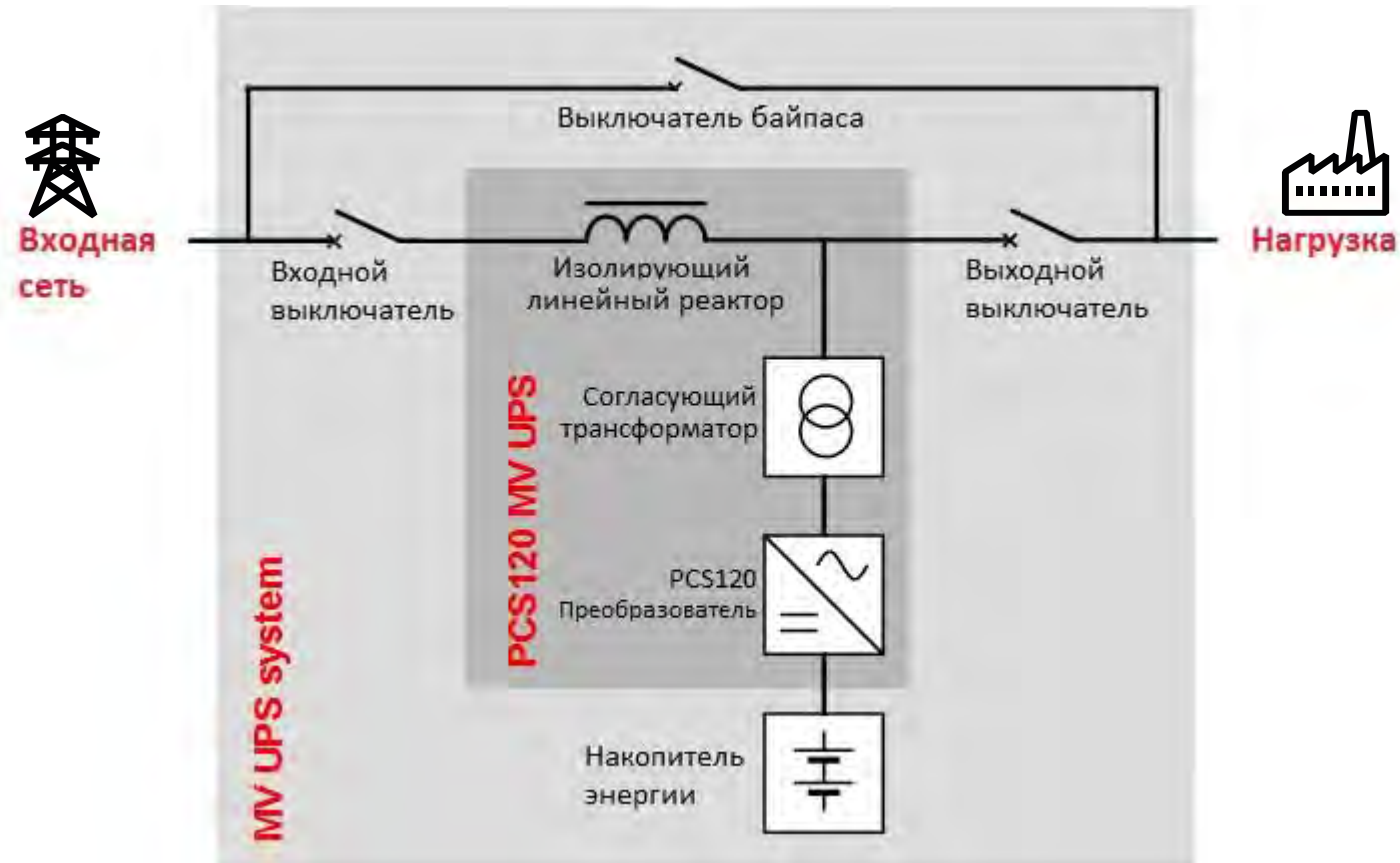 Выключатель байпаса
Входная
сеть
Входной
выключатель
Изолирующий
линейный реактор
Выходной
выключатель
Нагрузка
Согласующий
трансформатор
PCS120 MV UPS
PCS120
Преобразователь
MV UPS system
Накопитель
энергии